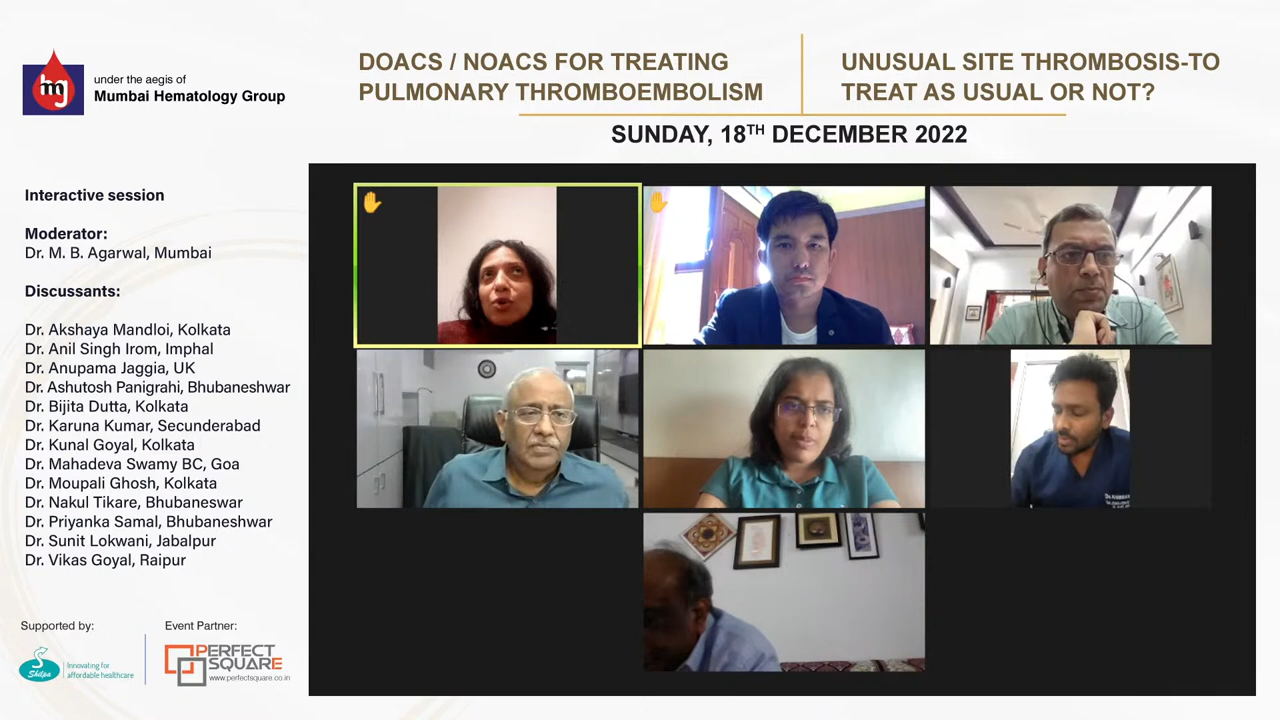 mg
under the aegis of
Mumbai Hematology Group
DOACS / NOACS FOR TREATING
PULMONARY THROMBOEMBOLISM
UNUSUAL SITE THROMBOSIS-TO
TREAT AS USUAL OR NOT?
SUNDAY, 18TH DECEMBER 2022
Interactive session
Moderator:
Dr. M. B. Agarwal, Mumbai
Discussants:
Dr. Akshaya Mandloi, Kolkata
Dr. Anil Singh Irom, Imphal
Dr. Anupama Jaggia, UK
Dr. Ashutosh Panigrahi, Bhubaneshwar
Dr. Bijita Dutta, Kolkata
Dr. Karuna Kumar, Secunderabad
Dr. Kunal Goyal, Kolkata
Dr. Mahadeva Swamy BC, Goa
Dr. Moupali Ghosh, Kolkata
Dr. Nakul Tikare, Bhubaneswar
Dr. Priyanka Samal, Bhubaneshwar
Dr. Sunit Lokwani, Jabalpur
Dr. Vikas Goyal, Raipur
Supported by:
Shilpa
Innovating for
affordable healthcare
Event Partner:
PERFECT
SQUARE
www.perfectsquare.co.in